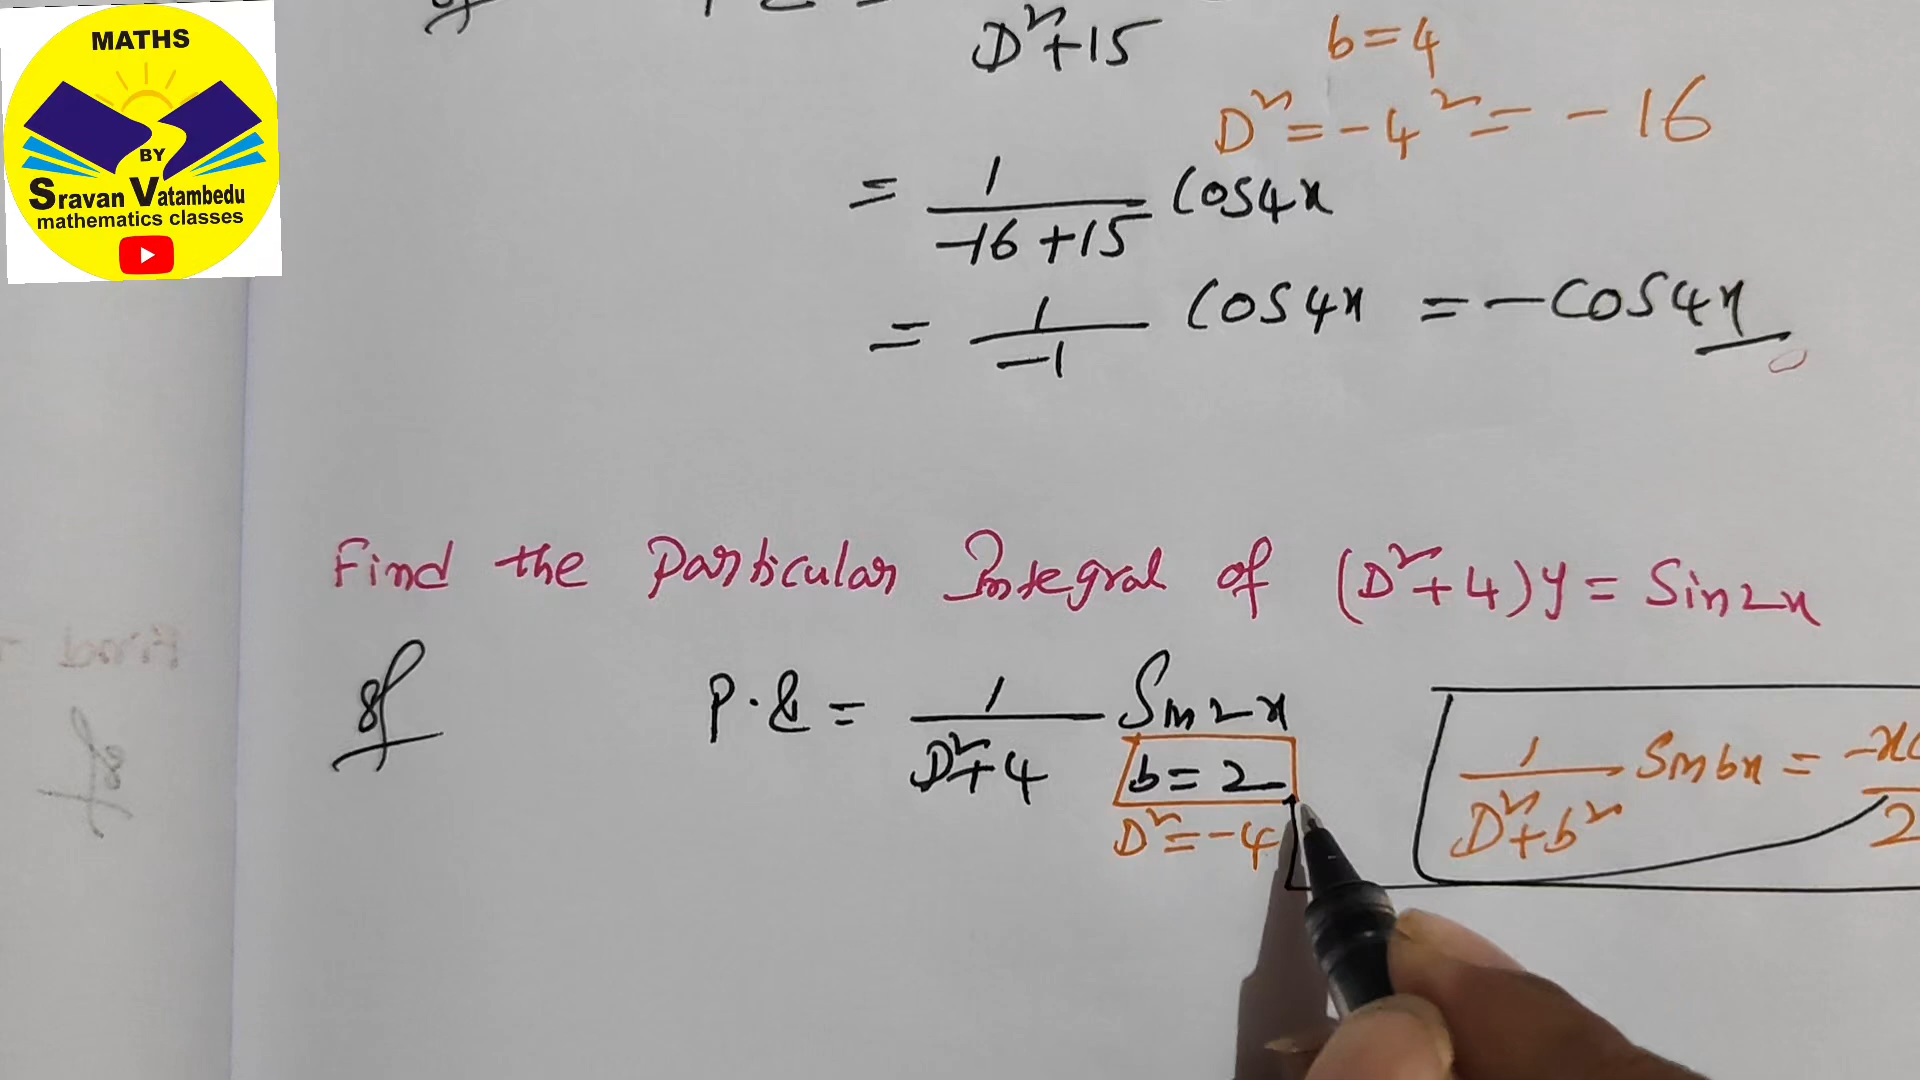 MATHS
BY
Sravan Vatambedu
mathematics classes
D²+15
b=4
D²=-4²=-16
= 1/(-16+15) Cos4x
= 1/-1 Cos4x = -Cos4x
Find the Particular Integral of (D²+4)y = Sin2x
Sol
P.I = 1/(D²+4) Sin2x
b=2
D²=-4
1/(D²+b²) Sinbx = -x
2